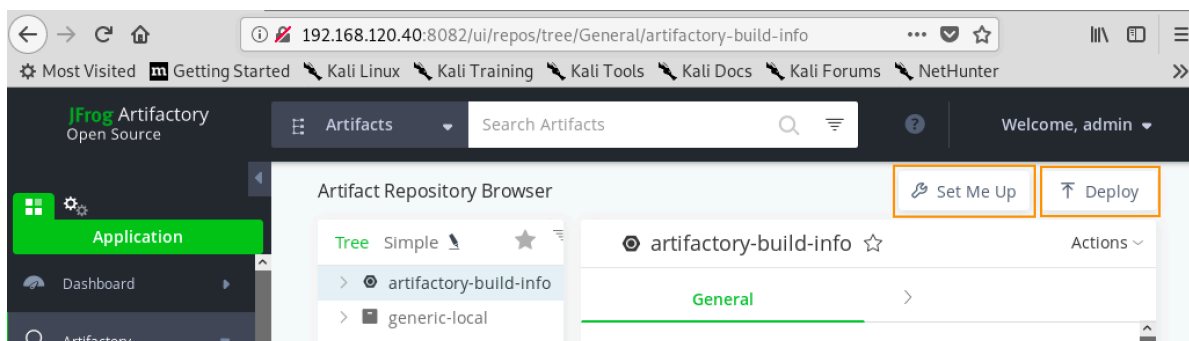 192.168.120.40:8082/ui/repos/tree/General/artifactory-build-info
Most Visited Getting Started Kali Linux Kali Training Kali Tools Kali Docs Kali Forums NetHunter
JFrog Artifactory
Open Source
Artifacts
Search Artifacts
Welcome, admin
Artifact Repository Browser
Set Me Up
Deploy
Application
Tree Simple
artifactory-build-info
Actions
Dashboard
artifactory-build-info
General
generic-local
Artifactory